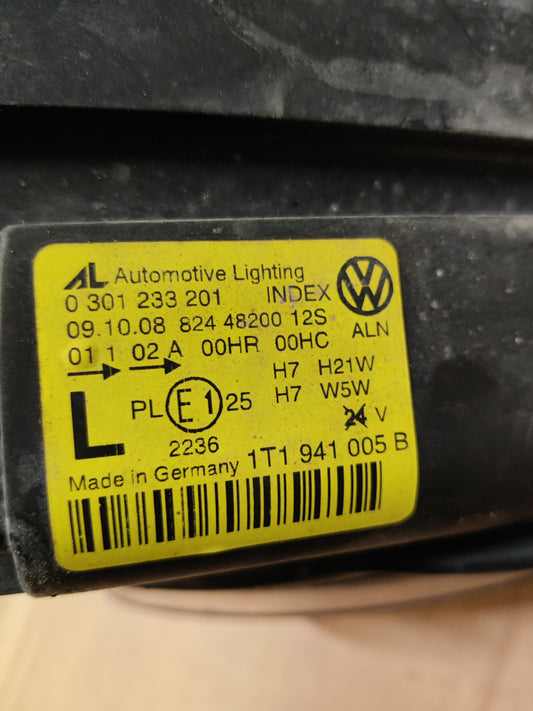 AL Automotive Lighting
0 301 233 201 INDEX
09.10.08 824 48200 12S ALN
01 1 02 A 00HR 00HC
H7 H21W
L PL E1 25 H7 W5W
2236 24 V
Made in Germany 1T1 941 005 B